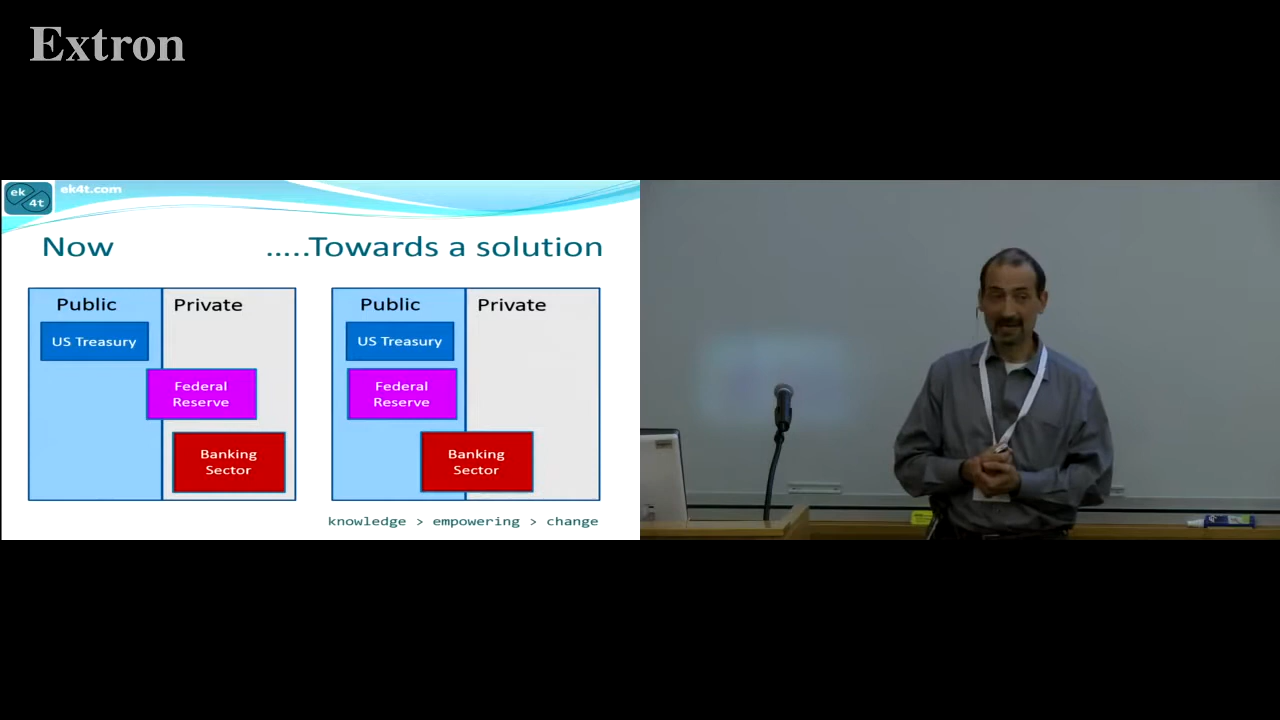 Extron
ek
4t
ek4t.com
Now .....Towards a solution
Public Private
US Treasury
Federal
Reserve
Banking
Sector
Public Private
US Treasury
Federal
Reserve
Banking
Sector
knowledge > empowering > change